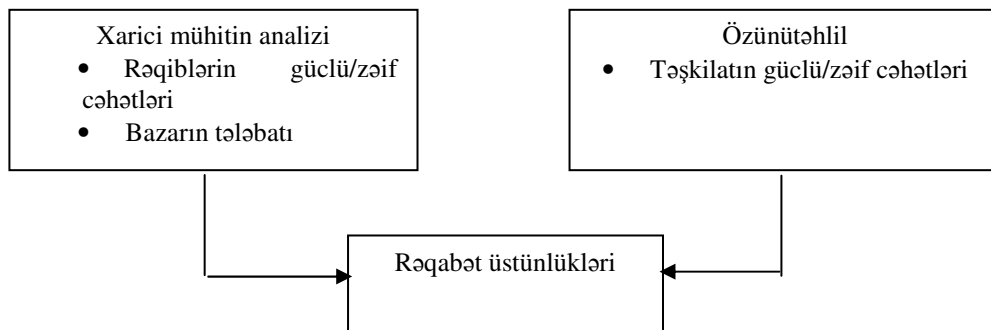 Xarici mühitin analizi
• Rəqiblərin güclü/zəif
cəhətləri
• Bazarın tələbatı
Özünütəhlil
• Təşkilatın güclü/zəif cəhətləri
Rəqabət üstünlükləri